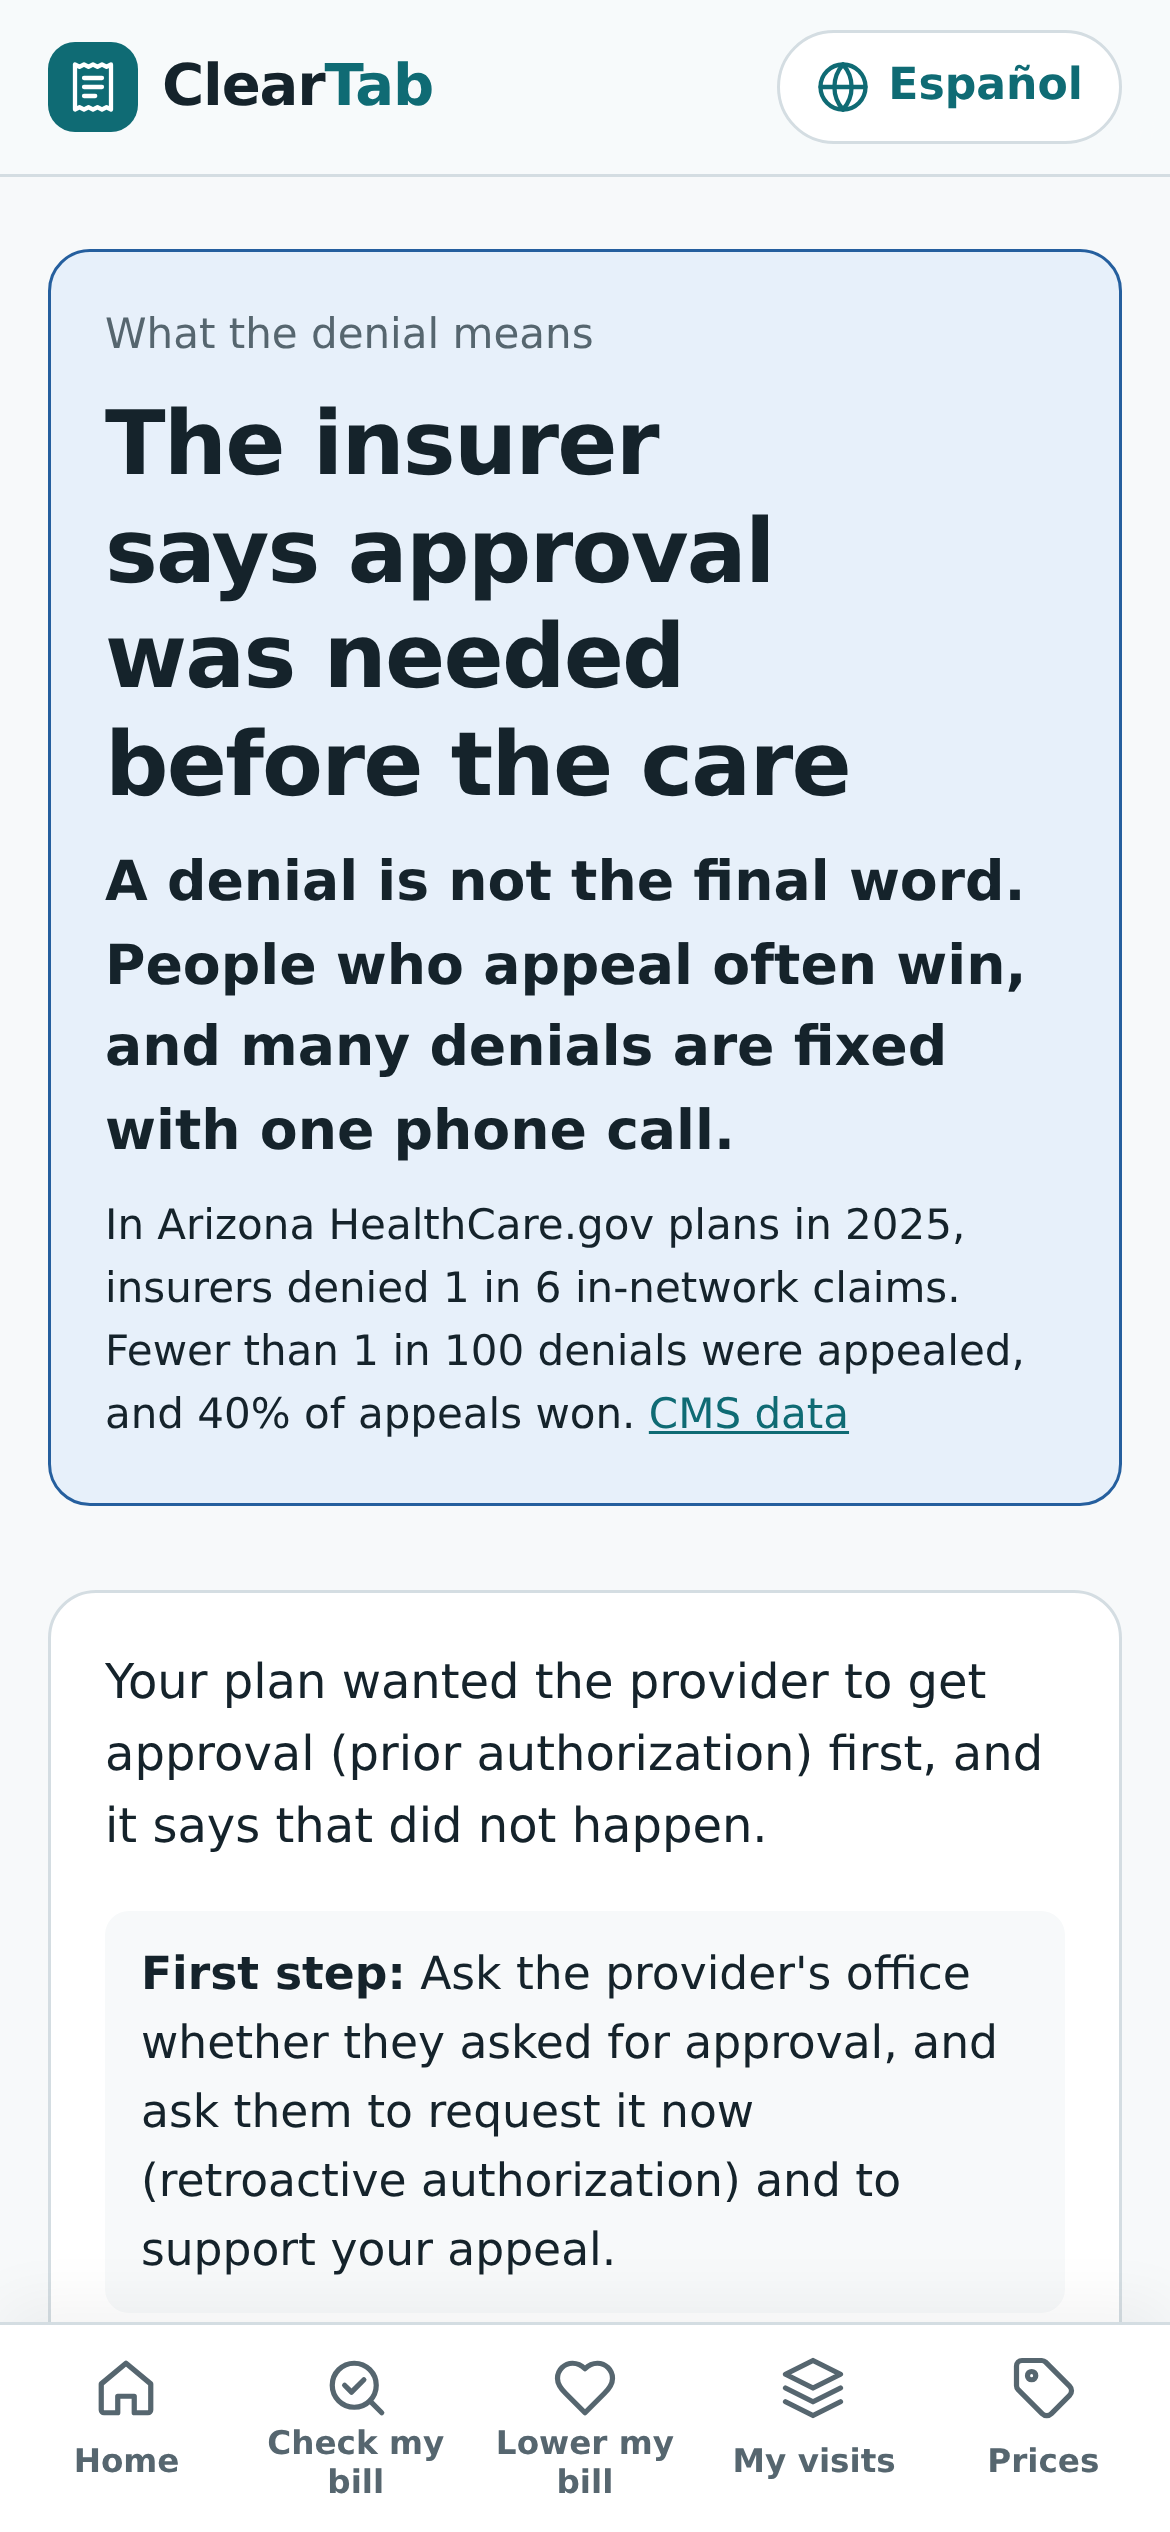 ClearTab
Español
What the denial means
The insurer
says approval
was needed
before the care
A denial is not the final word.
People who appeal often win,
and many denials are fixed
with one phone call.
In Arizona HealthCare.gov plans in 2025,
insurers denied 1 in 6 in-network claims.
Fewer than 1 in 100 denials were appealed,
and 40% of appeals won. CMS data
Your plan wanted the provider to get
approval (prior authorization) first, and
it says that did not happen.
First step: Ask the provider's office
whether they asked for approval, and
ask them to request it now
(retroactive authorization) and to
support your appeal.
Home
Check my
bill
Lower my
bill
My visits
Prices